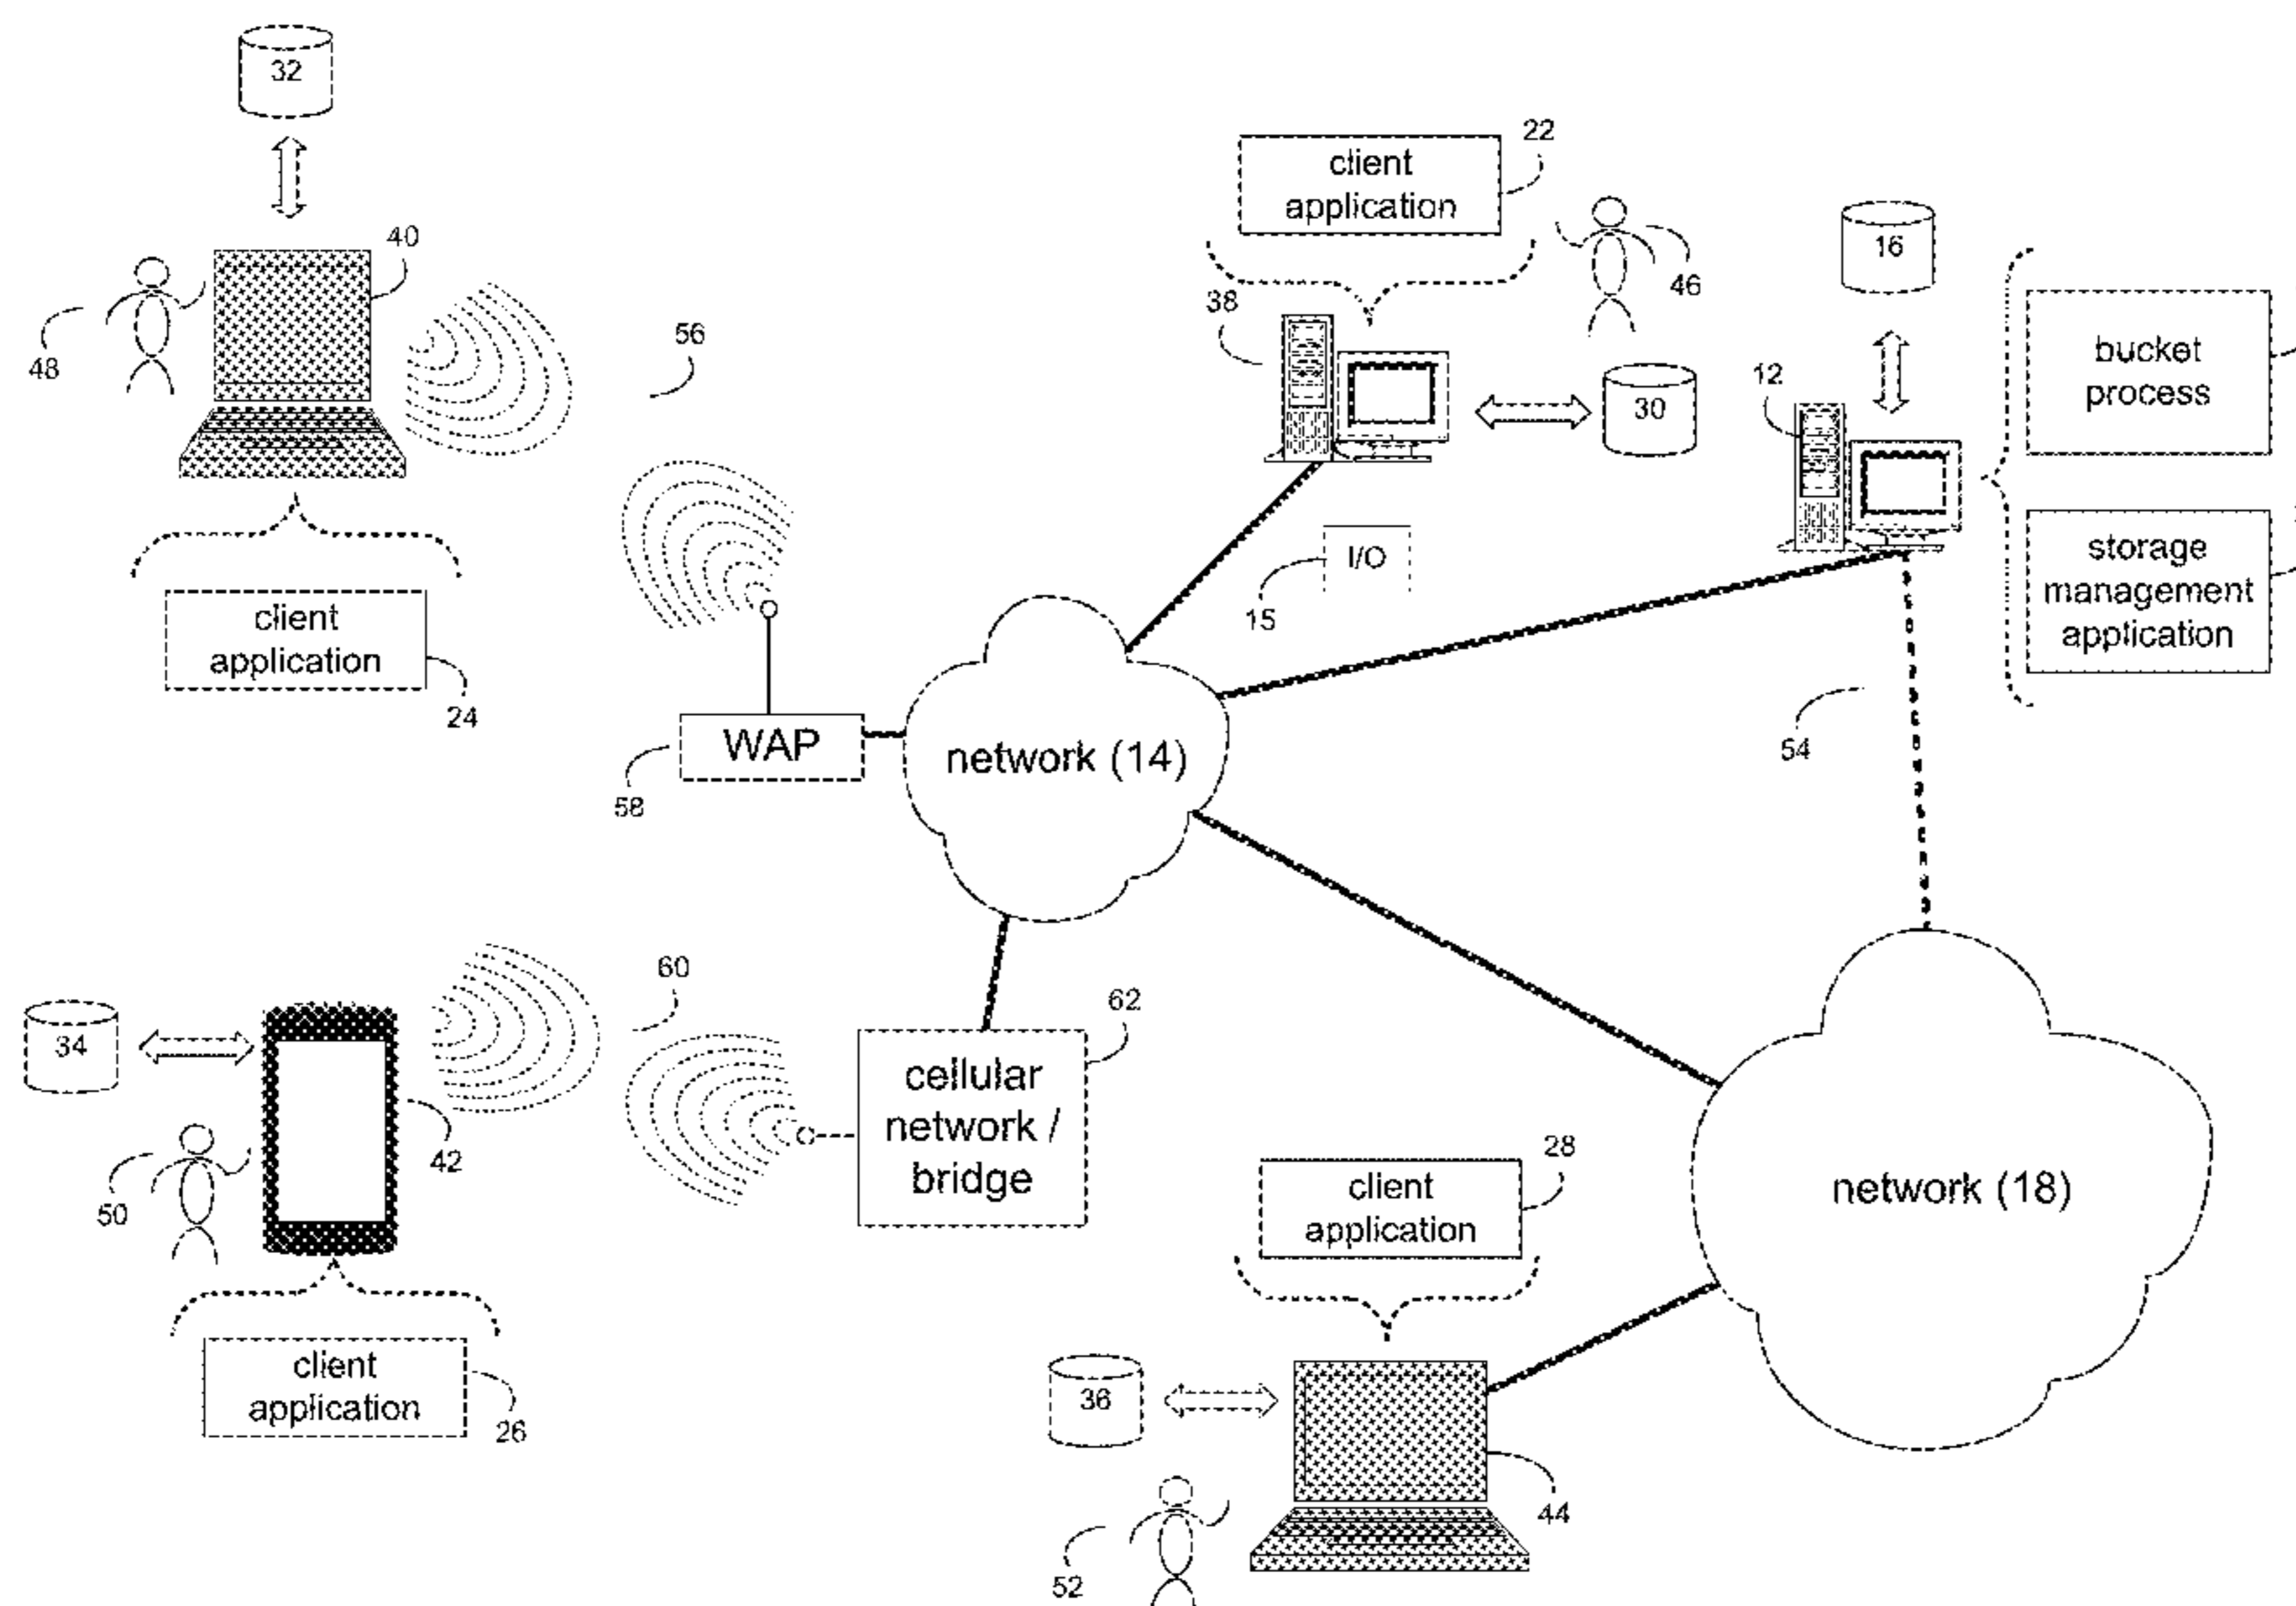 32
40
48
56
client
application
24
22
client
application
46
38
30
16
12
bucket
process
storage
management
application
I/O
15
54
WAP
58
network (14)
60
62
34
42
50
cellular
network /
bridge
client
application
26
28
client
application
network (18)
36
44
52